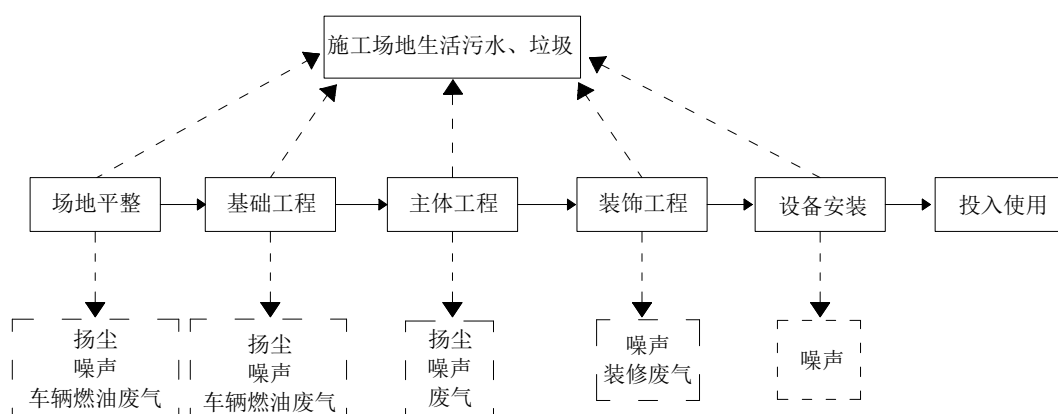 施工场地生活污水、垃圾
场地平整
基础工程
主体工程
装饰工程
设备安装
投入使用
扬尘
噪声
车辆燃油废气
扬尘
噪声
车辆燃油废气
扬尘
噪声
废气
噪声
装修废气
噪声